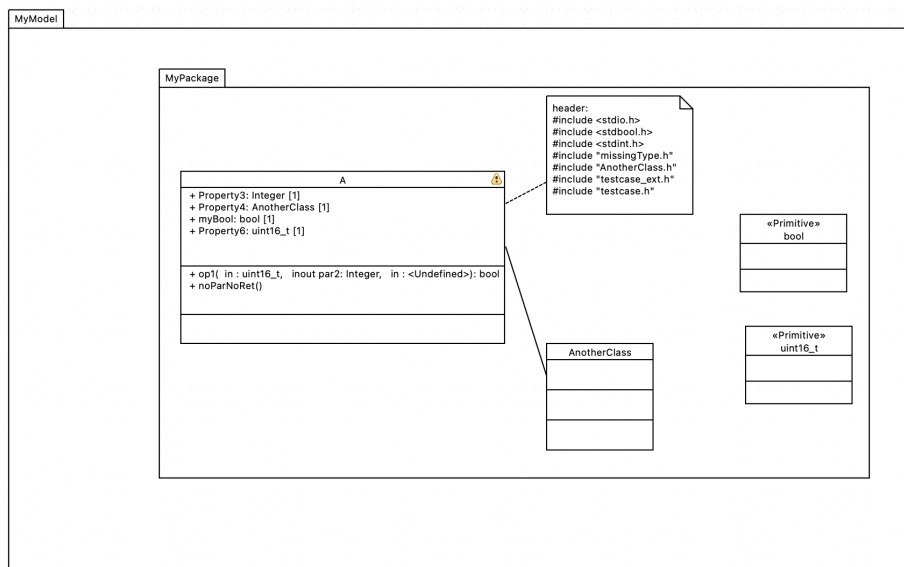 MyModel
MyPackage
header:
#include <stdio.h>
#include <stdbool.h>
#include <stdint.h>
#include "missingType.h"
#include "AnotherClass.h"
#include "testcase_ext.h"
#include "testcase.h"
A
+ Property3: Integer [1]
+ Property4: AnotherClass [1]
+ myBool: bool [1]
+ Property6: uint16_t [1]
+ op1(  in : uint16_t,   inout par2: Integer,   in : <Undefined>): bool
+ noParNoRet()
«Primitive»
bool
«Primitive»
uint16_t
AnotherClass